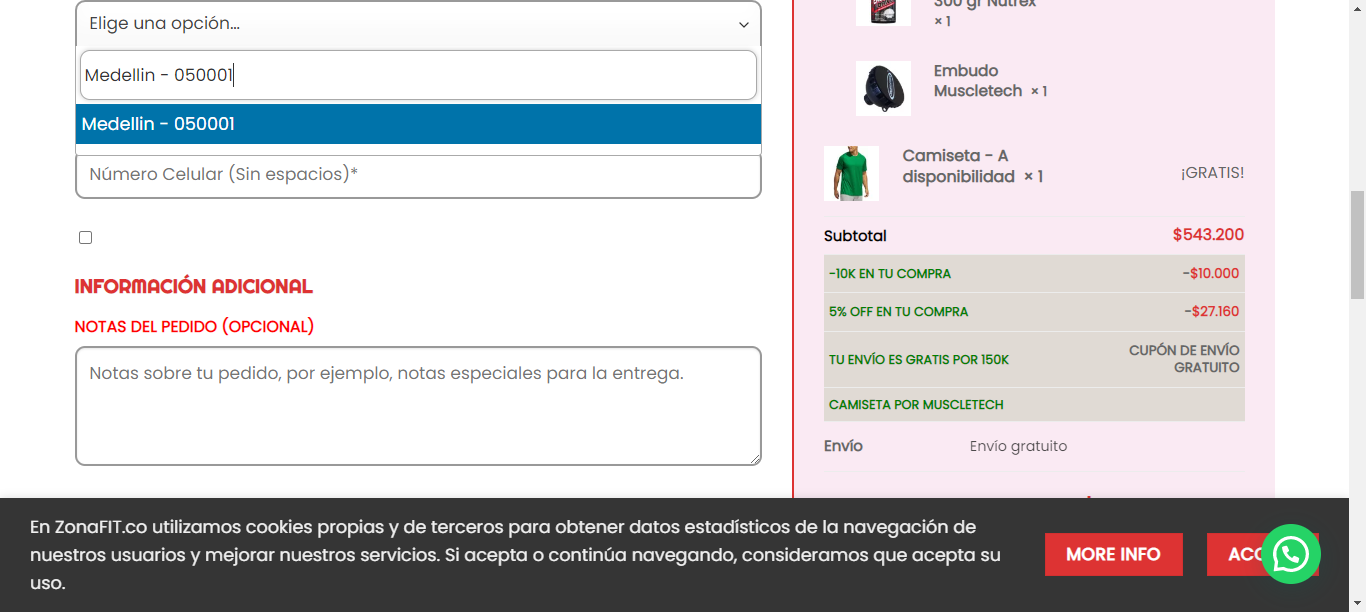 Elige una opción...
Medellin - 050001
Medellin - 050001
Número Celular (Sin espacios)*
INFORMACIÓN ADICIONAL
NOTAS DEL PEDIDO (OPCIONAL)
Notas sobre tu pedido, por ejemplo, notas especiales para la entrega.
300 gr Nutrex
× 1
Embudo
Muscletech × 1
Camiseta - A
disponibilidad × 1
¡GRATIS!
Subtotal $543.200
-10K EN TU COMPRA -$10.000
5% OFF EN TU COMPRA -$27.160
TU ENVÍO ES GRATIS POR 150K
CUPÓN DE ENVÍO
GRATUITO
CAMISETA POR MUSCLETECH
Envío Envío gratuito
En ZonaFIT.co utilizamos cookies propias y de terceros para obtener datos estadísticos de la navegación de
nuestros usuarios y mejorar nuestros servicios. Si acepta o continúa navegando, consideramos que acepta su
uso.
MORE INFO